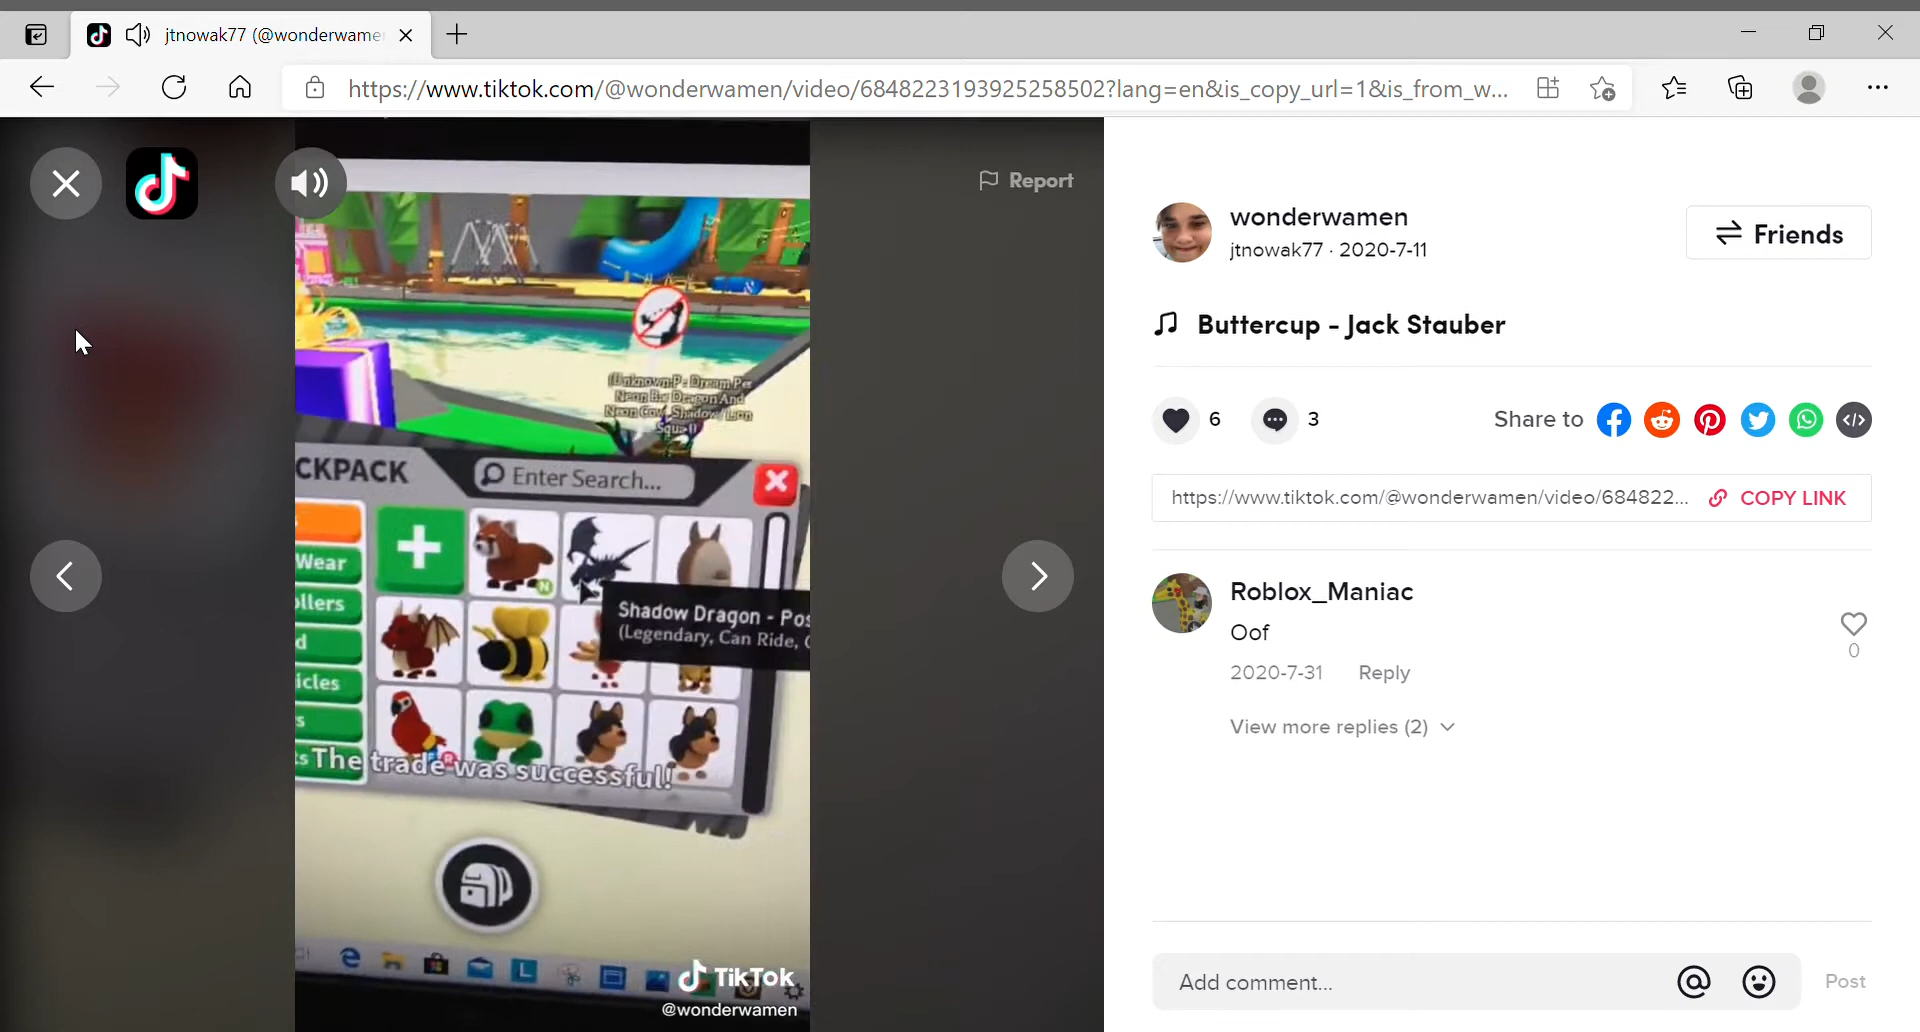 jtnowak77 (@wonderwame
https://www.tiktok.com/@wonderwamen/video/6848223193925258502?lang=en&is_copy_url=1&is_from_w...
Report
CKPACK
Enter Search...
Wear
ollers
d
icles
s
Shadow Dragon - Pos
(Legendary, Can Ride,
The trade was successful!
TikTok
@wonderwamen
wonderwamen
jtnowak77 · 2020-7-11
Friends
Buttercup - Jack Stauber
6
3
Share to
https://www.tiktok.com/@wonderwamen/video/684822...
COPY LINK
Roblox_Maniac
Oof
0
2020-7-31
Reply
View more replies (2)
Add comment...
Post